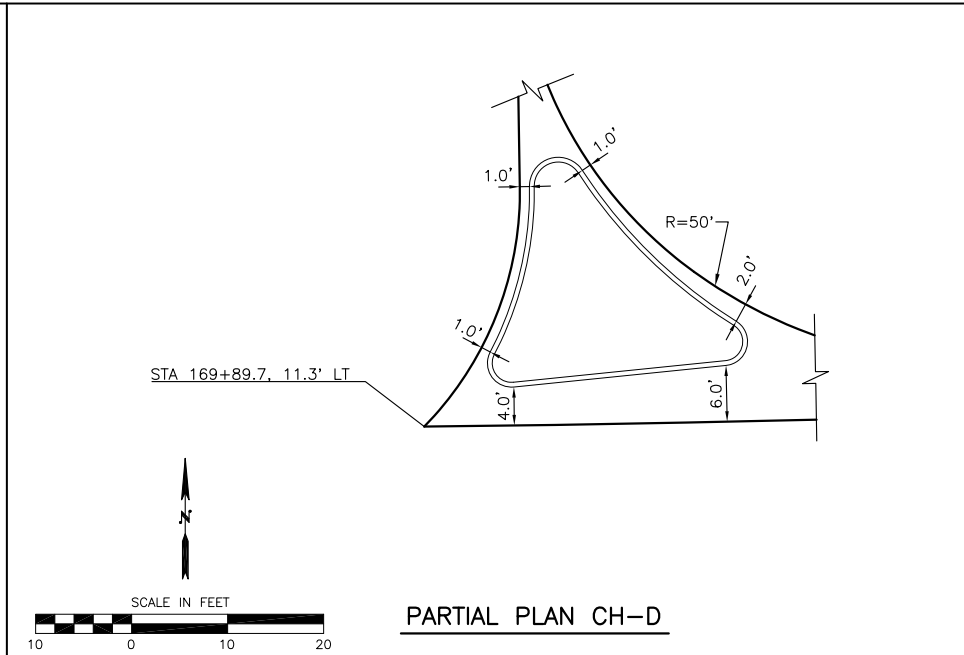 1.0'
1.0'
R=50'
2.0'
1.0'
STA 169+89.7, 11.3' LT
4.0'
6.0'
N
SCALE IN FEET
10 0 10 20
PARTIAL PLAN CH-D